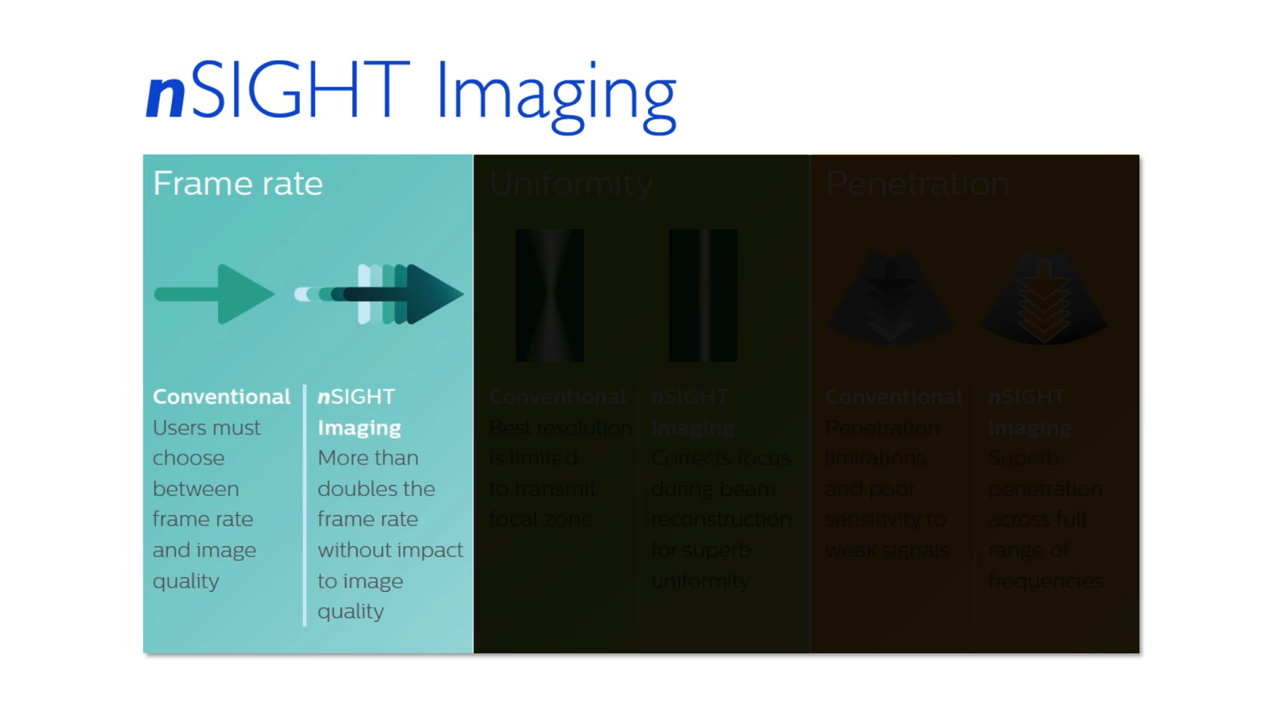 nSIGHT Imaging
Frame rate
Conventional
Users must
choose
between
frame rate
and image
quality
nSIGHT
Imaging
More than
doubles the
frame rate
without impact
to image
quality
Uniformity
Conventional
Best resolution
is limited
to transmit
focal zone
nSIGHT
Imaging
Corrects focus
during beam
reconstruction
for superb
uniformity
Penetration
Conventional
Penetration
limitations
and poor
sensitivity to
weak signals
nSIGHT
Imaging
Superb
penetration
across full
range of
frequencies